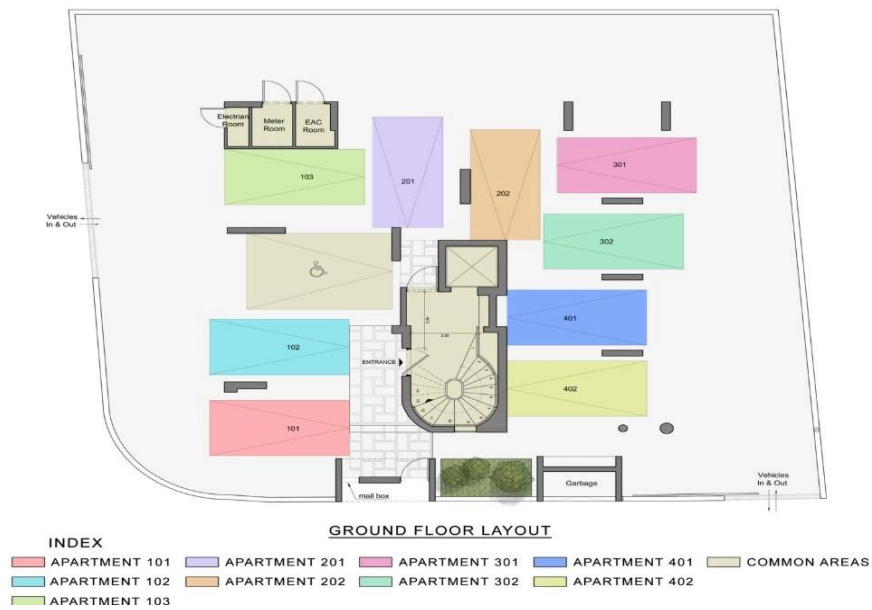 Electrian
Room
Meter
Room
EAC
Room
103
201
202
301
302
Vehicles
In & Out
102
ENTRANCE
401
402
101
mail box
Garbage
Vehicles
In & Out
GROUND FLOOR LAYOUT
INDEX
APARTMENT 101
APARTMENT 201
APARTMENT 301
APARTMENT 401
COMMON AREAS
APARTMENT 102
APARTMENT 202
APARTMENT 302
APARTMENT 402
APARTMENT 103